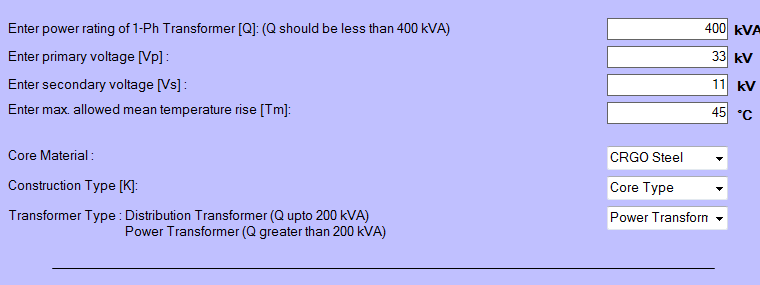 Enter power rating of 1-Ph Transformer [Q]: (Q should be less than 400 kVA) 400 kVA
Enter primary voltage [Vp] : 33 kV
Enter secondary voltage [Vs] : 11 kV
Enter max. allowed mean temperature rise [Tm]: 45 °C
Core Material : CRGO Steel
Construction Type [K]: Core Type
Transformer Type : Distribution Transformer (Q upto 200 kVA) Power Transform
Power Transformer (Q greater than 200 kVA)